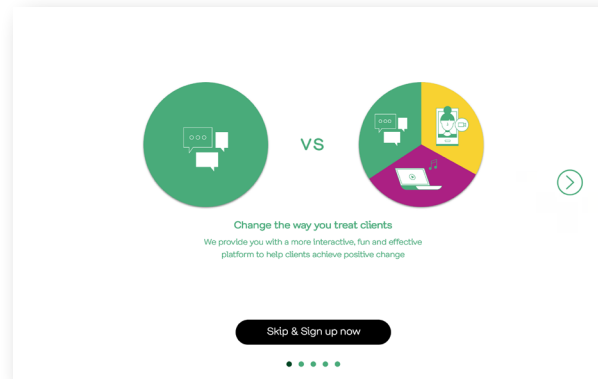 VS
Change the way you treat clients
We provide you with a more interactive, fun and effective
platform to help clients achieve positive change
Skip & Sign up now